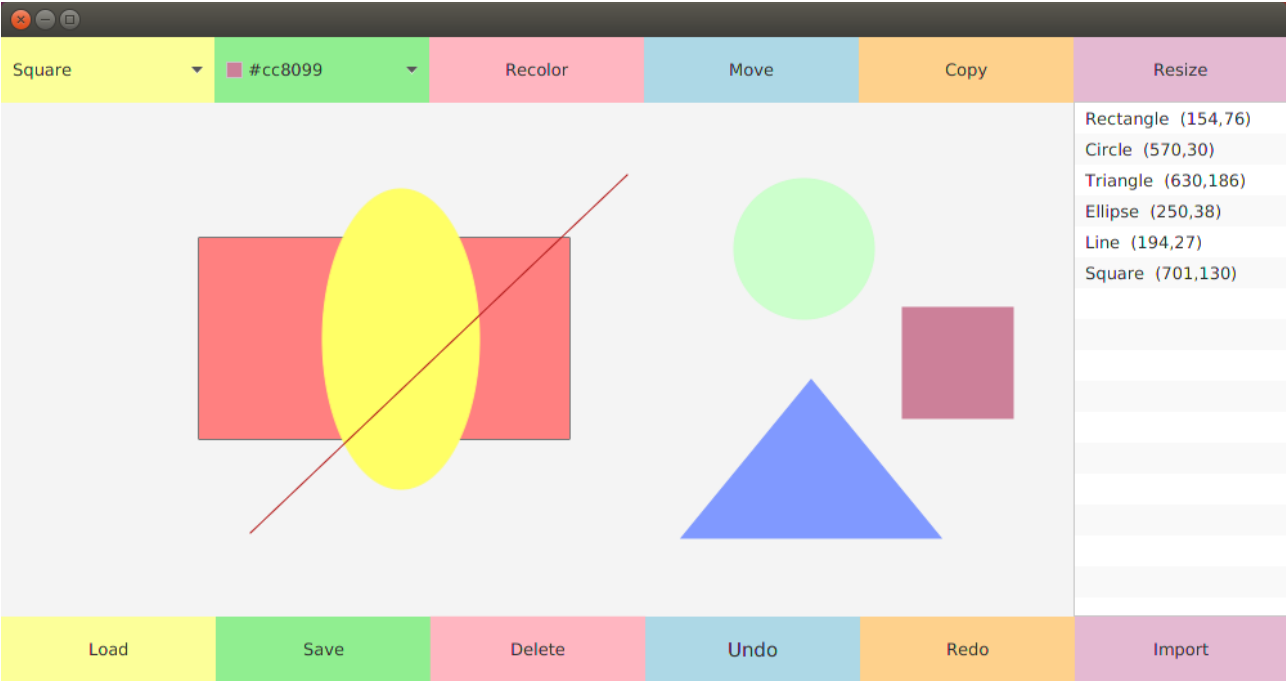 Square
#cc8099
Recolor
Move
Copy
Resize
Rectangle (154,76)
Circle (570,30)
Triangle (630,186)
Ellipse (250,38)
Line (194,27)
Square (701,130)
Load
Save
Delete
Undo
Redo
Import